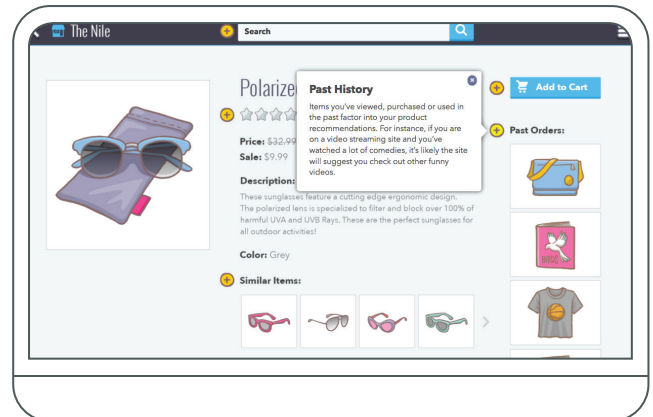 The Nile
Search
Polarize
Past History
Items you've viewed, purchased or used in
the past factor into your product
recommendations. For instance, if you are
on a video streaming site and you've
watched a lot of comedies, it's likely the site
will suggest you check out other funny
videos.
Add to Cart
Past Orders:
Price: $32.99
Sale: $9.99
Description:
These sunglasses feature a cutting edge ergonomic design.
The polarized lens is specialized to filter and block over 100% of
harmful UVA and UVB Rays. These are the perfect sunglasses for
all outdoor activities!
Color: Grey
BIRDS
Similar Items: